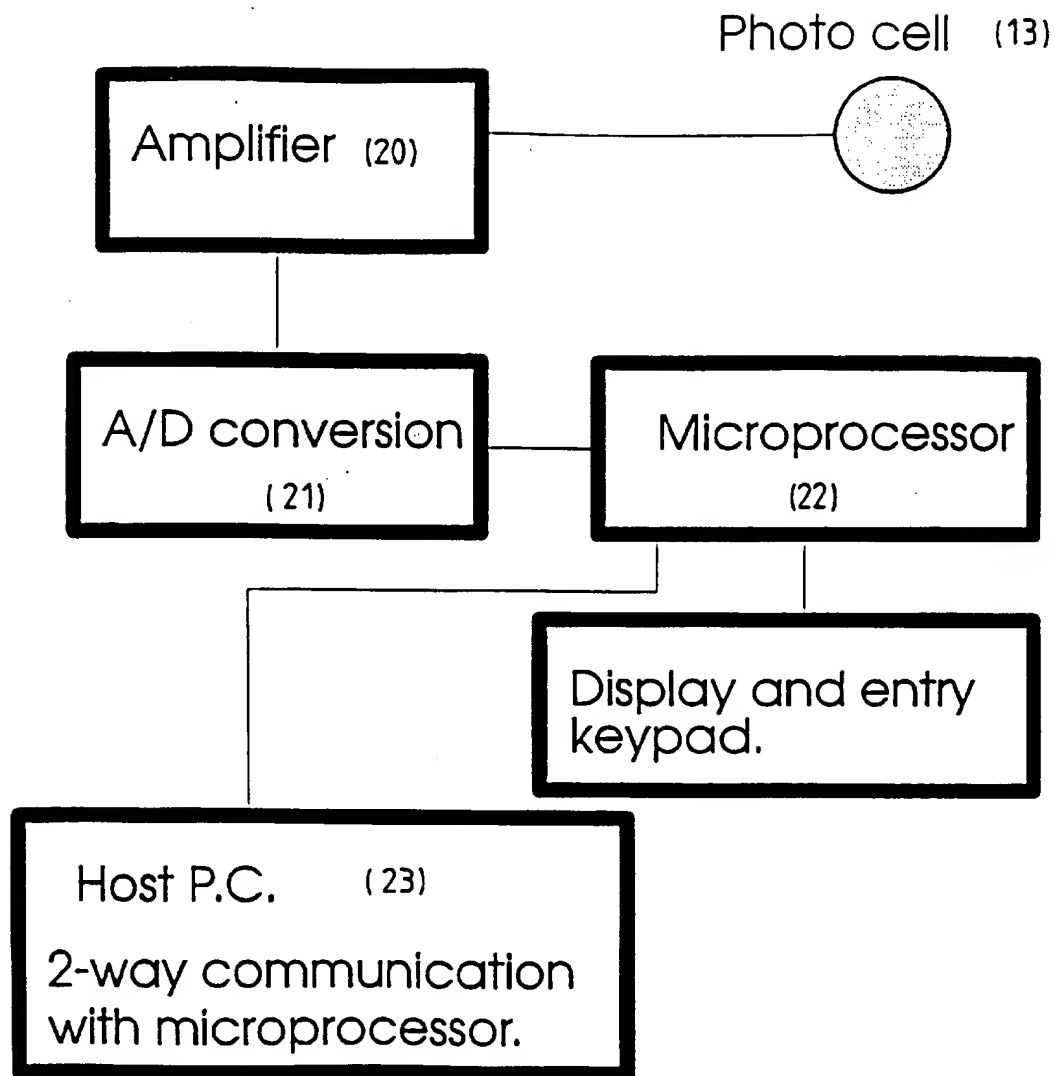 Photo cell (13)
Amplifier (20)
A/D conversion
(21)
Microprocessor
(22)
Display and entry
keypad.
Host P.C. (23)
2-way communication
with microprocessor.